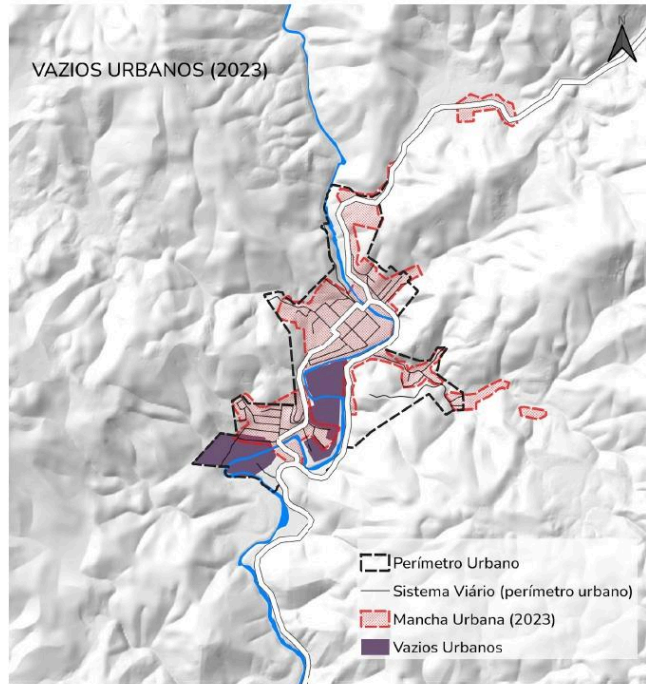 VAZIOS URBANOS (2023)
N
Perímetro Urbano
Sistema Viário (perímetro urbano)
Mancha Urbana (2023)
Vazios Urbanos